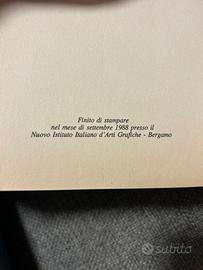 Finito di stampare
nel mese di settembre 1988 presso il
Nuovo Istituto Italiano d'Arti Grafiche - Bergamo
subito